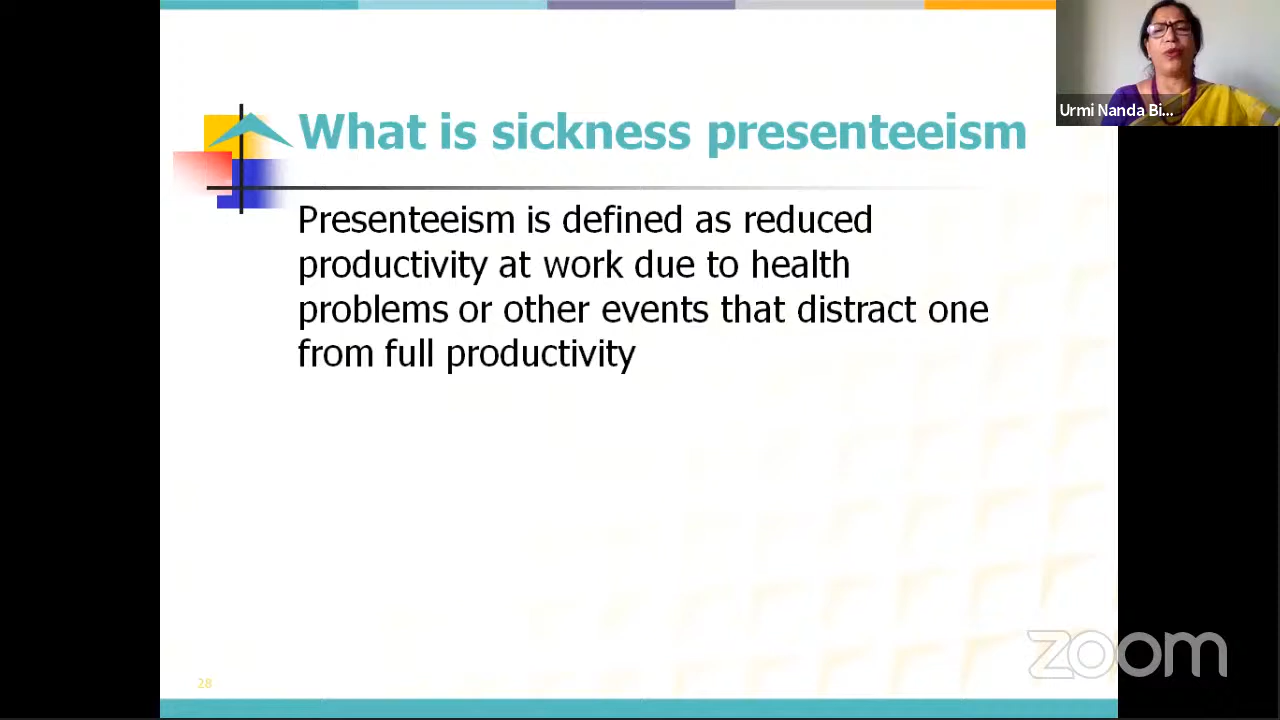 What is sickness presenteeism
Urmi Nanda Bi...
Presenteeism is defined as reduced
productivity at work due to health
problems or other events that distract one
from full productivity
zoom
28